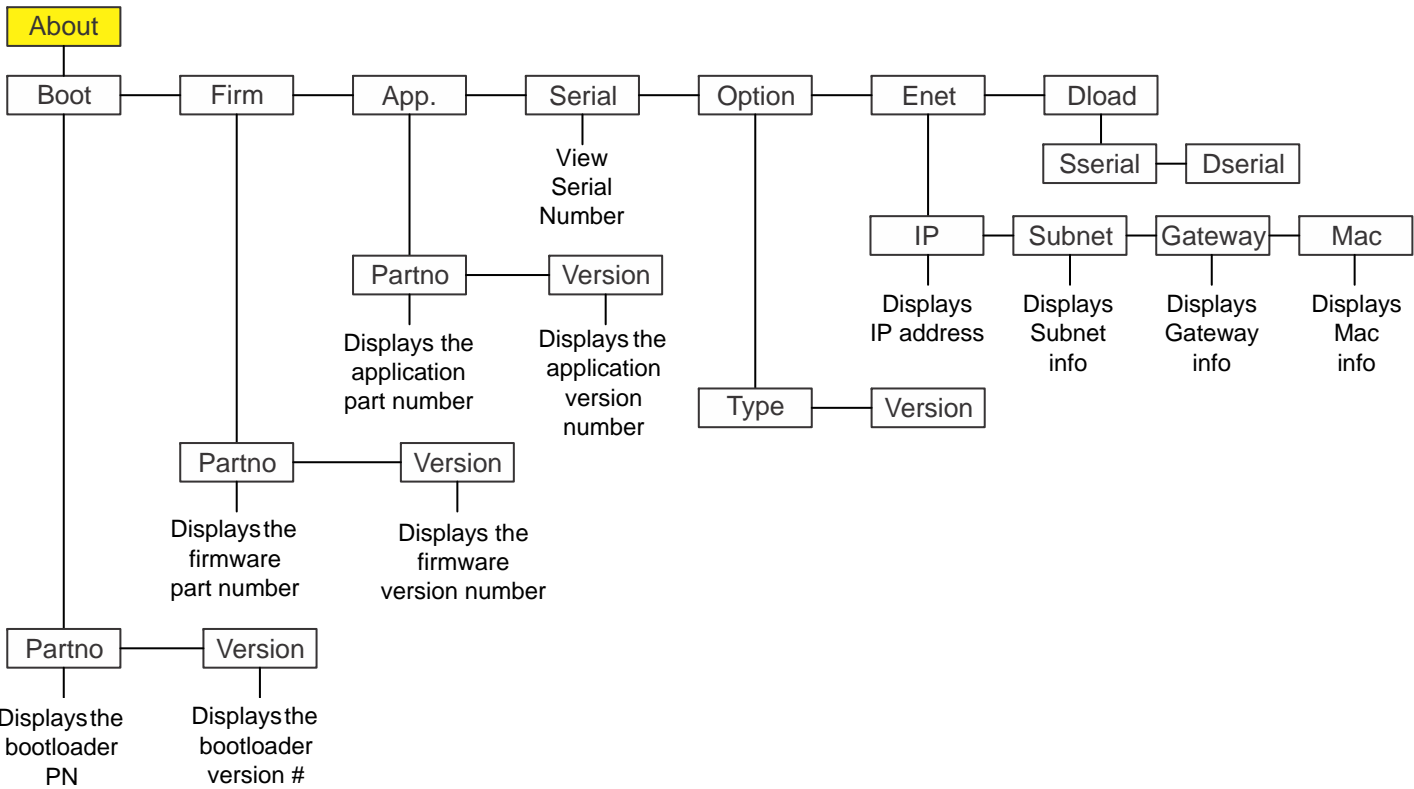 About
Boot
Firm
App.
Serial
Option
Enet
Dload
View
Serial
Number
Sserial
Dserial
IP
Subnet
Gateway
Mac
Displays
IP address
Displays
Subnet
info
Displays
Gateway
info
Displays
Mac
info
Partno
Version
Displays the
application
part number
Displays the
application
version
number
Type
Version
Partno
Version
Displays the
firmware
part number
Displays the
firmware
version number
Partno
Version
Displays the
bootloader
PN
Displays the
bootloader
version #